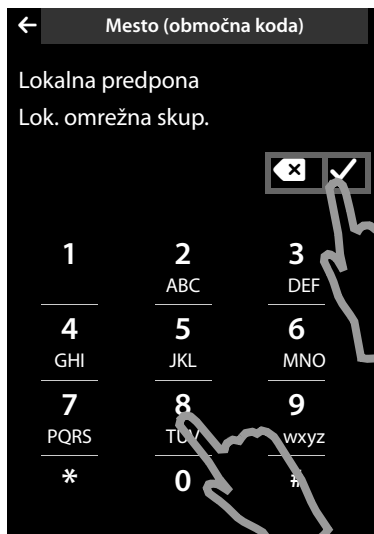 Mesto (območna koda)
Lokalna predpona
Lok. omrežna skup.
1 2 3
ABC DEF
4 5 6
GHI JKL MNO
7 8 9
PQRS TUV wxyz
* 0 #